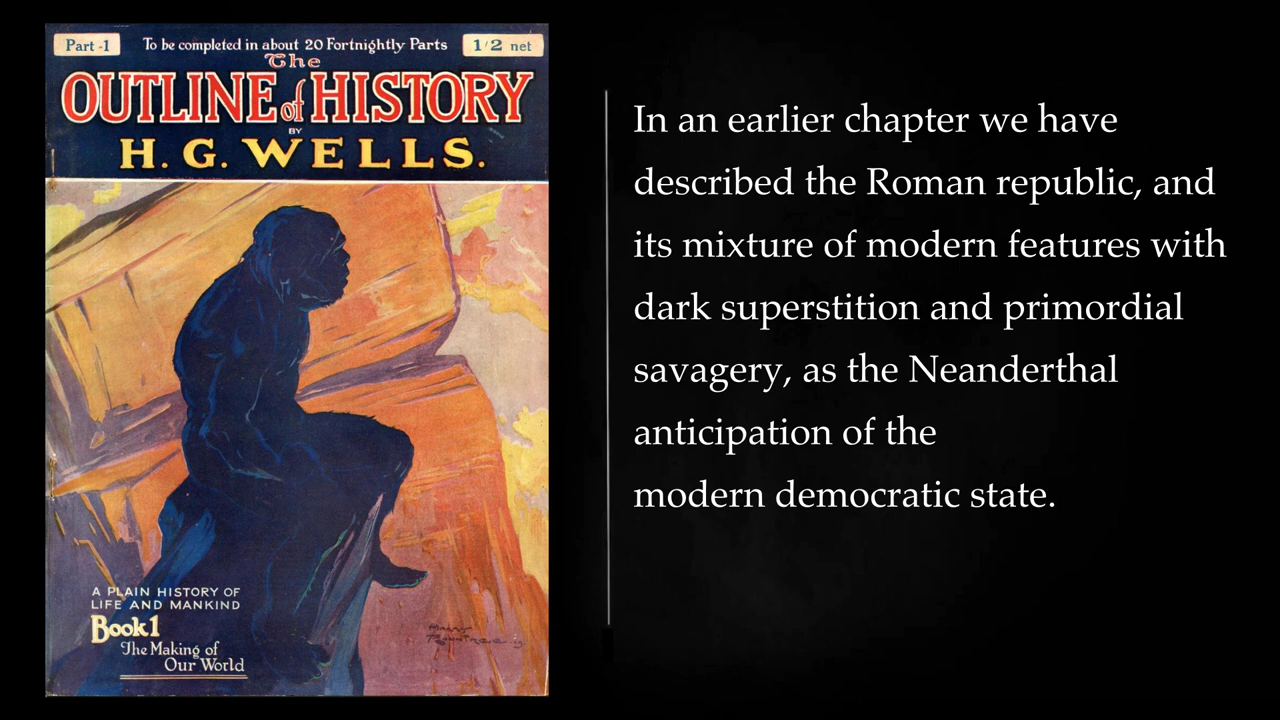 Part -1
To be completed in about 20 Fortnightly Parts
1/2 net
The
OUTLINE of HISTORY
BY
H. G. WELLS.
A PLAIN HISTORY OF
LIFE AND MANKIND
Book 1
The Making of
Our World
In an earlier chapter we have
described the Roman republic, and
its mixture of modern features with
dark superstition and primordial
savagery, as the Neanderthal
anticipation of the
modern democratic state.